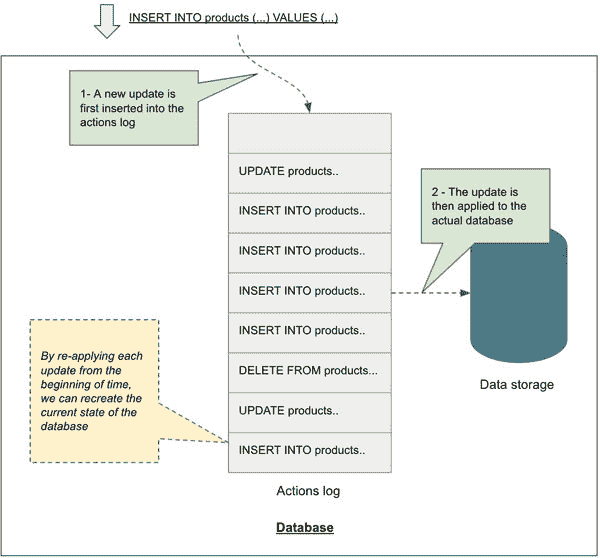 INSERT INTO products (...) VALUES (...)
1- A new update is
first inserted into the
actions log
UPDATE products..
INSERT INTO products..
INSERT INTO products..
INSERT INTO products..
INSERT INTO products..
DELETE FROM products...
UPDATE products..
INSERT INTO products..
2 - The update is
then applied to the
actual database
Data storage
By re-applying each
update from the
beginning of time,
we can recreate the
current state of the
database
Actions log
Database